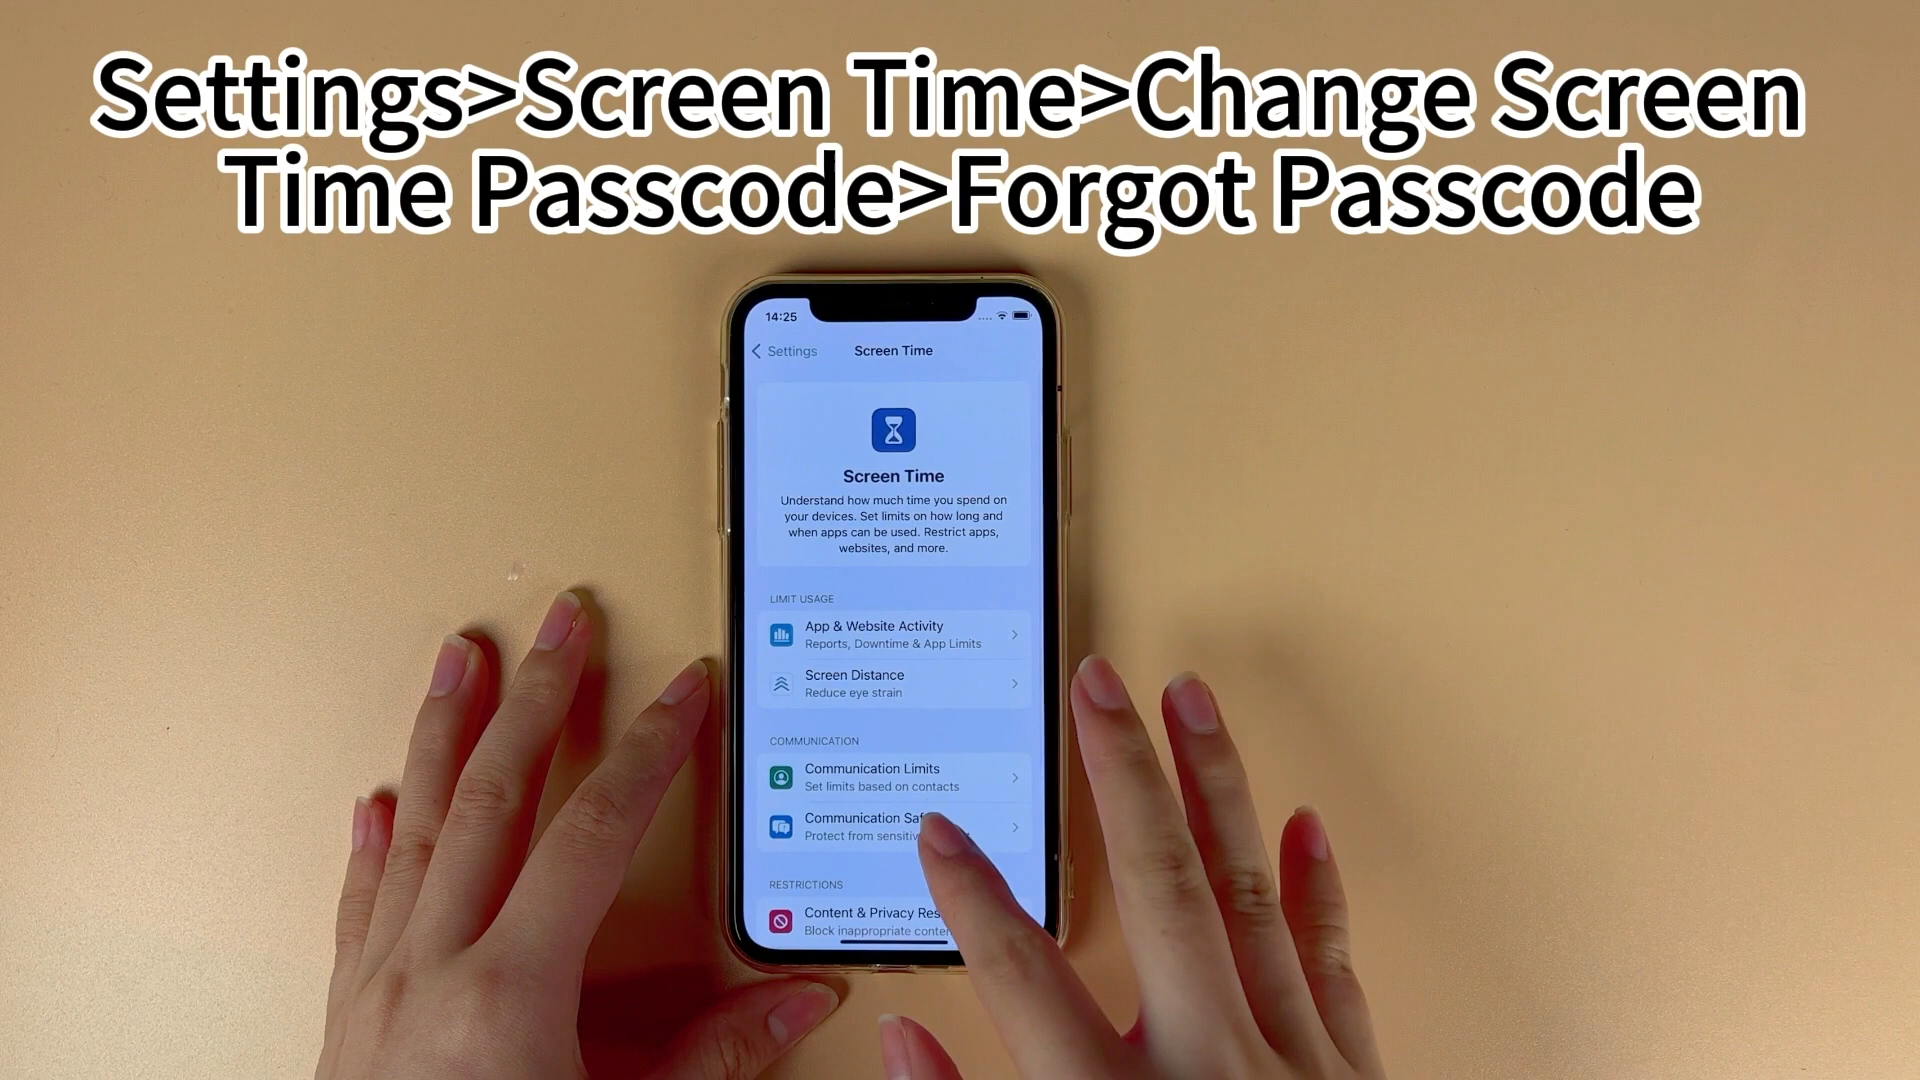 Settings>Screen Time>Change Screen
Time Passcode>Forgot Passcode
14:25
Settings
Screen Time
Screen Time
Understand how much time you spend on
your devices. Set limits on how long and
when apps can be used. Restrict apps,
websites, and more.
LIMIT USAGE
App & Website Activity
Reports, Downtime & App Limits
Screen Distance
Reduce eye strain
COMMUNICATION
Communication Limits
Set limits based on contacts
Communication
Protect from
RESTRICTIONS
Content & Privacy
Block inappropriate